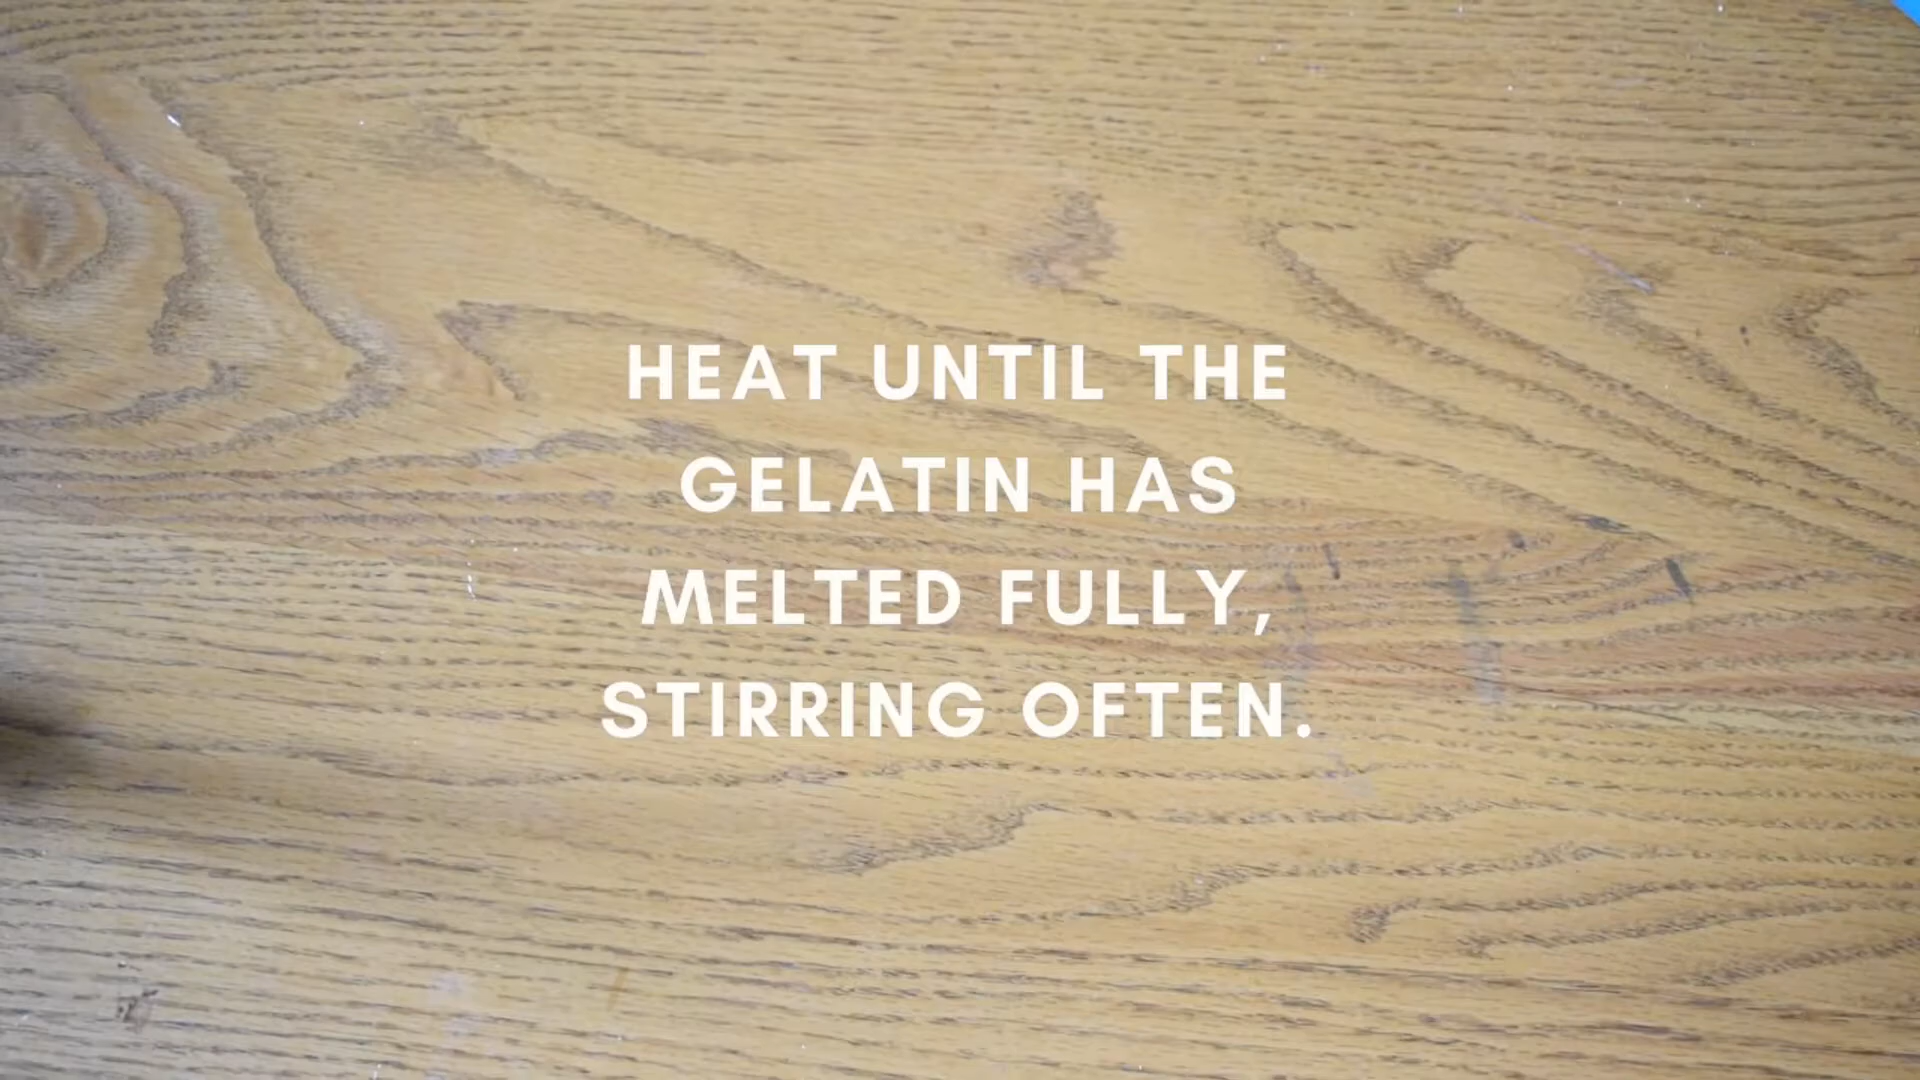 HEAT UNTIL THE
GELATIN HAS
MELTED FULLY,
STIRRING OFTEN.